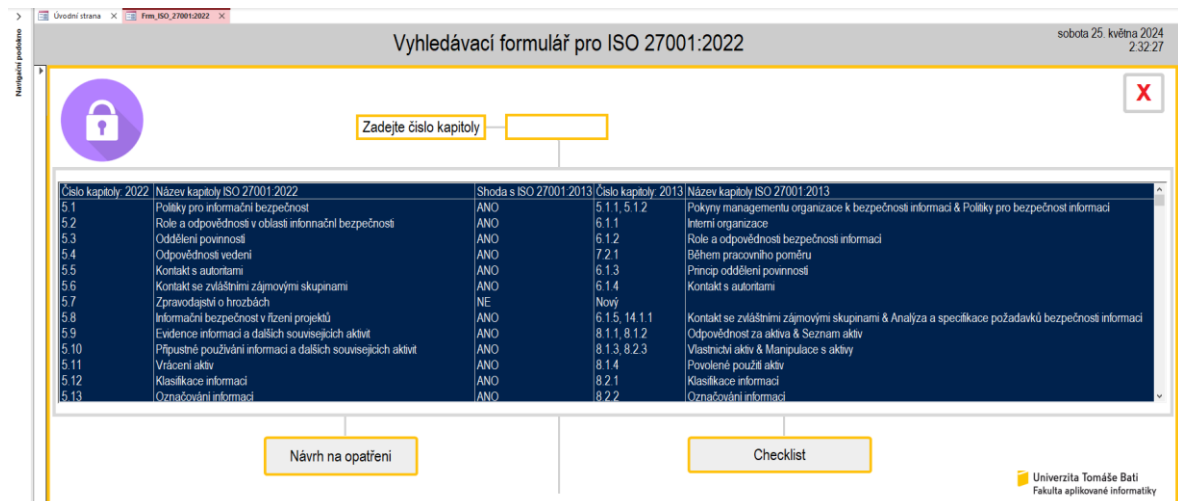 Úvodní strana X Frm_ISO_27001:2022 X
Navigační podokno
Vyhledávací formulář pro ISO 27001:2022
sobota 25. května 2024
2:32:27
X
Zadejte čislo kapitoly
Čislo kapitoly: 2022 Název kapitoly ISO 27001:2022 Shoda s ISO 27001:2013 Čislo kapitoly: 2013 Název kapitoly ISO 27001:2013
5.1 Politiky pro informační bezpečnost ANO 5.1.1, 5.1.2 Pokyny managementu organizace k bezpečnosti informací & Politiky pro bezpečnost informací
5.2 Role a odpovědnosti v oblasti infonnační bezpečnosti ANO 6.1.1 Interni organizace
5.3 Oddělení povinností ANO 6.1.2 Role a odpovědnosti bezpečnosti informací
5.4 Odpovědnosti vedení ANO 7.2.1 Během pracovního poměru
5.5 Kontakt s autoritami ANO 6.1.3 Princip oddělení povinností
5.6 Kontakt se zvláštními zájmovými skupinami ANO 6.1.4 Kontakt s autoritami
5.7 Zpravodajství o hrozbách NE Nový
5.8 Informační bezpečnost v řízení projektů ANO 6.1.5, 14.1.1 Kontakt se zvláštními zájmovými skupinami & Analýza a specifikace požadavků bezpečnosti informací
5.9 Evidence informací a dalších souvisejících aktivit ANO 8.1.1, 8.1.2 Odpovědnost za aktiva & Seznam aktiv
5.10 Připustné používání informací a dalších souvisejících aktivit ANO 8.1.3, 8.2.3 Vlastnictví aktiv & Manipulace s aktivy
5.11 Vrácení aktiv ANO 8.1.4 Povolené použití aktiv
5.12 Klasifikace informací ANO 8.2.1 Klasifikace informací
5.13 Označování informací ANO 8.2.2 Označování informací
Návrh na opatření
Checklist
Univerzita Tomáše Bati
Fakulta aplikované informatiky